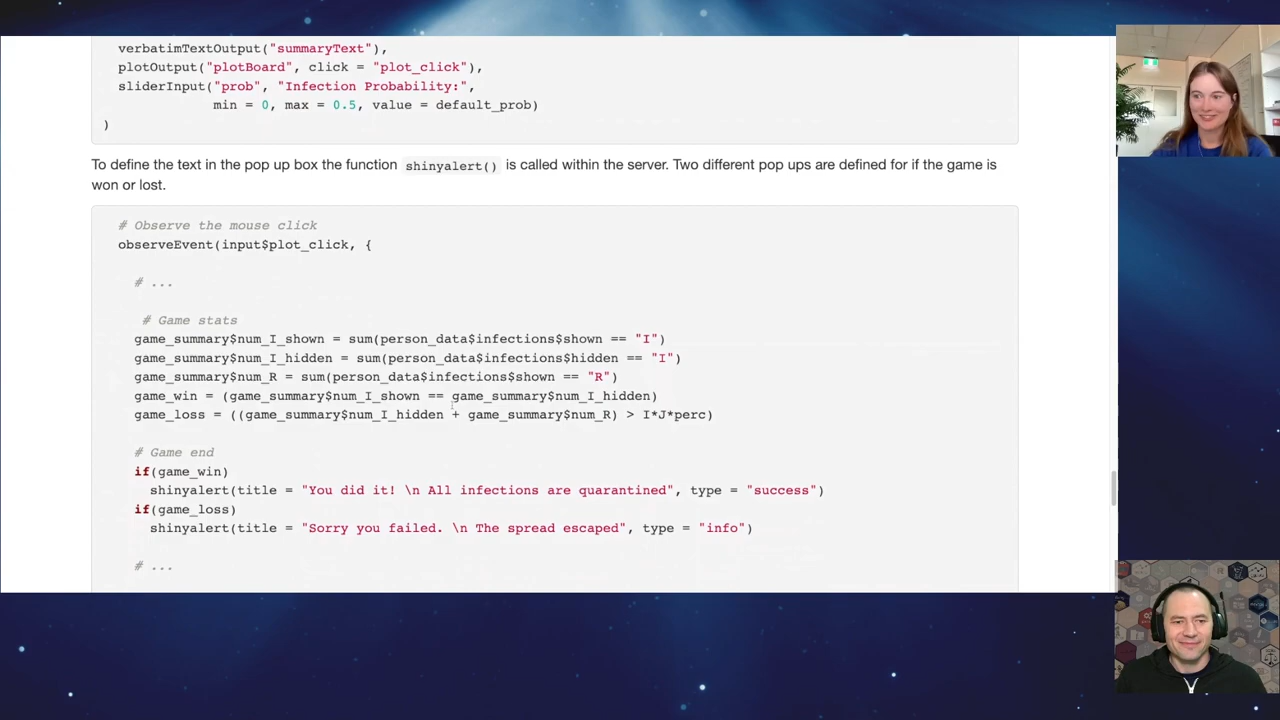 verbatimTextOutput("summaryText"),
plotOutput("plotBoard", click = "plot_click"),
sliderInput("prob", "Infection Probability:",
min = 0, max = 0.5, value = default_prob)
)
To define the text in the pop up box the function shinyalert() is called within the server. Two different pop ups are defined for if the game is
won or lost.
# Observe the mouse click
observeEvent(input$plot_click, {
# ...
# Game stats
game_summary$num_I_shown = sum(person_data$infections$shown == "I")
game_summary$num_I_hidden = sum(person_data$infections$hidden == "I")
game_summary$num_R = sum(person_data$infections$shown == "R")
game_win = (game_summary$num_I_shown == game_summary$num_I_hidden)
game_loss = ((game_summary$num_I_hidden + game_summary$num_R) > I*J*perc)
# Game end
if(game_win)
shinyalert(title = "You did it! \n All infections are quarantined", type = "success")
if(game_loss)
shinyalert(title = "Sorry you failed. \n The spread escaped", type = "info")
# ...